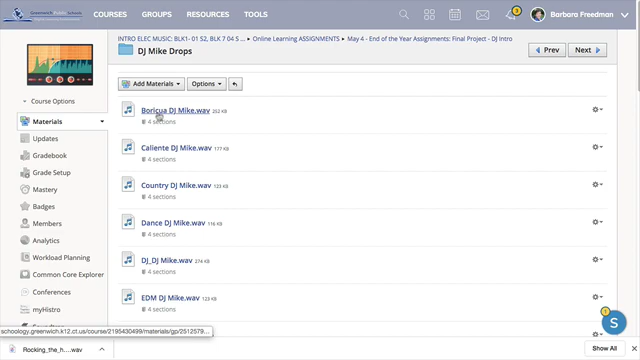 Greenwich Public Schools
COURSES
GROUPS
RESOURCES
TOOLS
3
Barbara Freedman
INTRO ELEC MUSIC: BLK1- 01 S2, BLK 7 04 S ...
Online Learning ASSIGNMENTS
May 4 - End of the Year Assignments: Final Project - DJ Intro
DJ Mike Drops
Prev
Next
Add Materials
Options
Course Options
Materials
Updates
Gradebook
Grade Setup
Mastery
Badges
Members
Analytics
Workload Planning
Common Core Explorer
Conferences
myHistro
Boricua DJ Mike.wav 252 KB
4 sections
Caliente DJ Mike.wav 177 KB
4 sections
Country DJ Mike.wav 123 KB
4 sections
Dance DJ Mike.wav 116 KB
4 sections
DJ_DJ Mike.wav 274 KB
4 sections
EDM DJ Mike.wav 123 KB
4 sections
1
S
schoology.greenwich.k12.ct.us/course/2195430499/materials/gp/2512579...
Rocking_the_h....wav
Show All